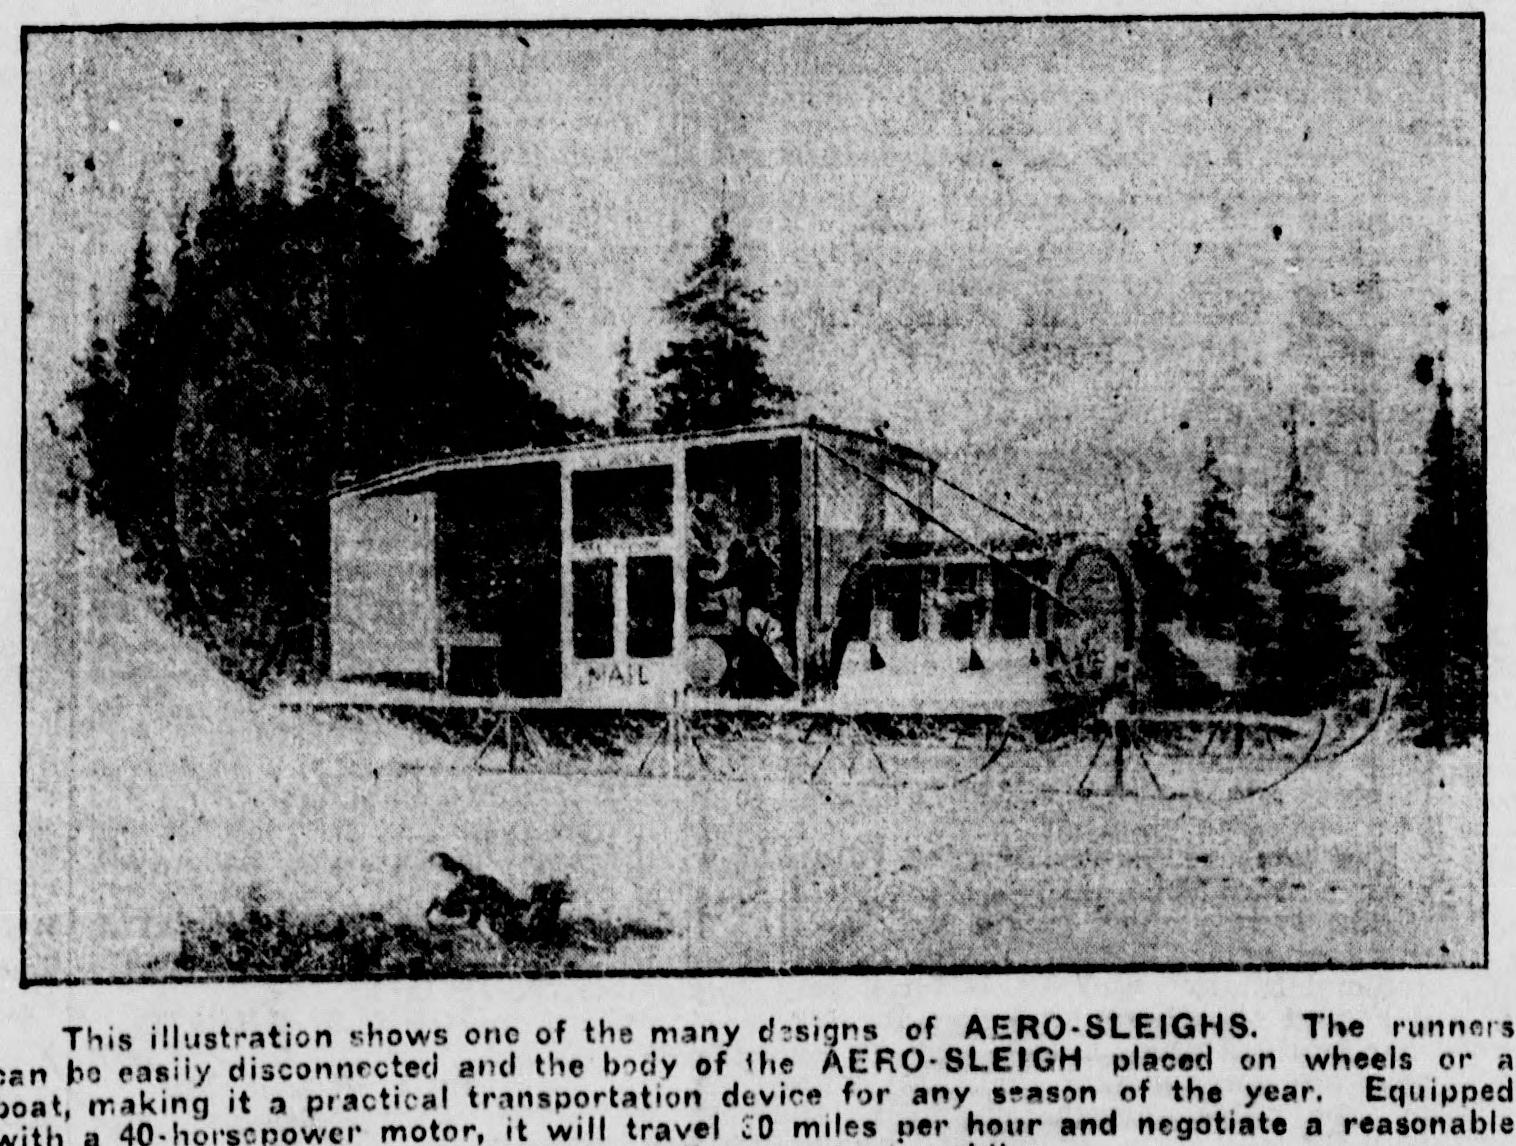 MAIL
This illustration shows one of the many designs of AERO-SLEIGHS. The runners
can be easily disconnected and the body of the AERO-SLEIGH placed on wheels or a
boat, making it a practical transportation device for any season of the year. Equipped
with a 40-horsepower motor, it will travel miles per hour and negotiate a reasonable